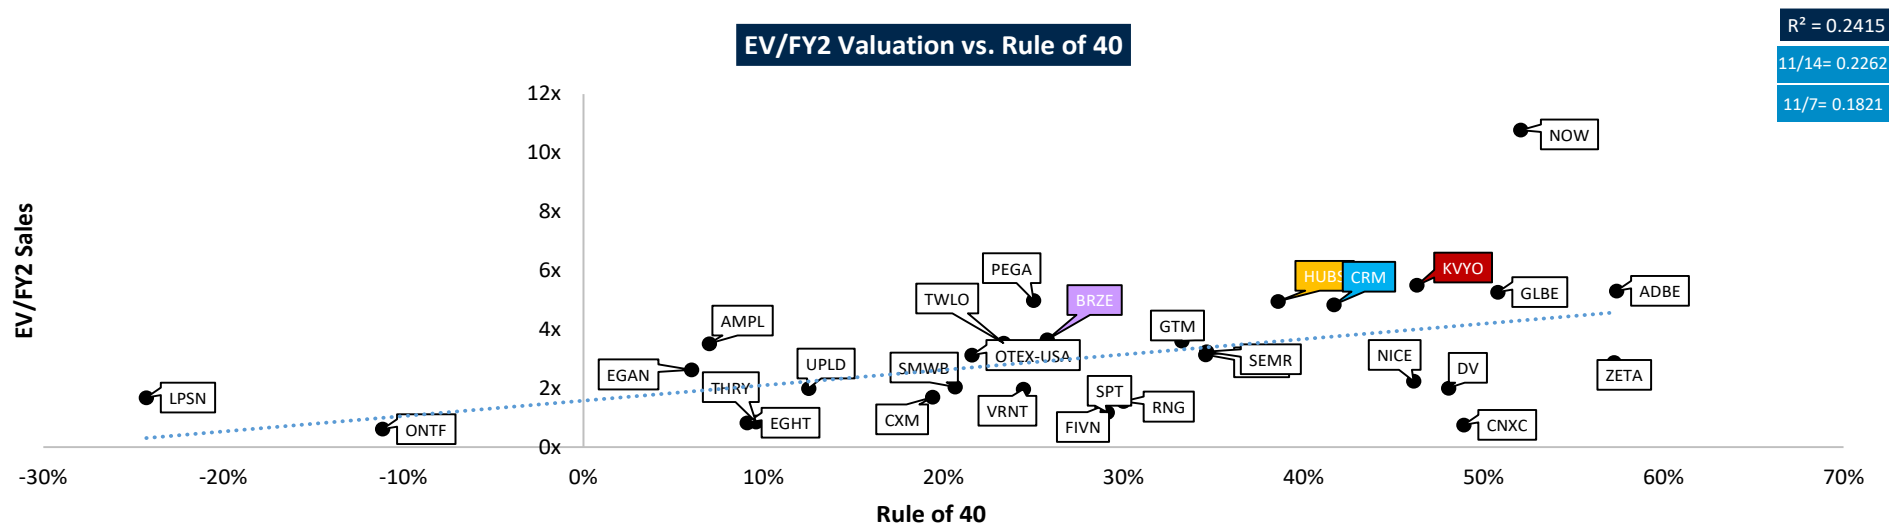 EV/FY2 Valuation vs. Rule of 40
R² = 0.2415
11/14= 0.2262
11/7= 0.1821
EV/FY2 Sales
12x
10x
8x
6x
4x
2x
0x
NOW
PEGA
TWLO
BRZE
HUBS
CRM
KVYO
GLBE
ADBE
AMPL
GTM
OTEX-USA
SEMR
NICE
DV
ZETA
EGAN
UPLD
SMWB
THRY
LPSN
SPT
RNG
VRNT
CXM
EGHT
FIVN
CNXC
ONTF
-30%
-20%
-10%
0%
10%
20%
30%
40%
50%
60%
70%
Rule of 40